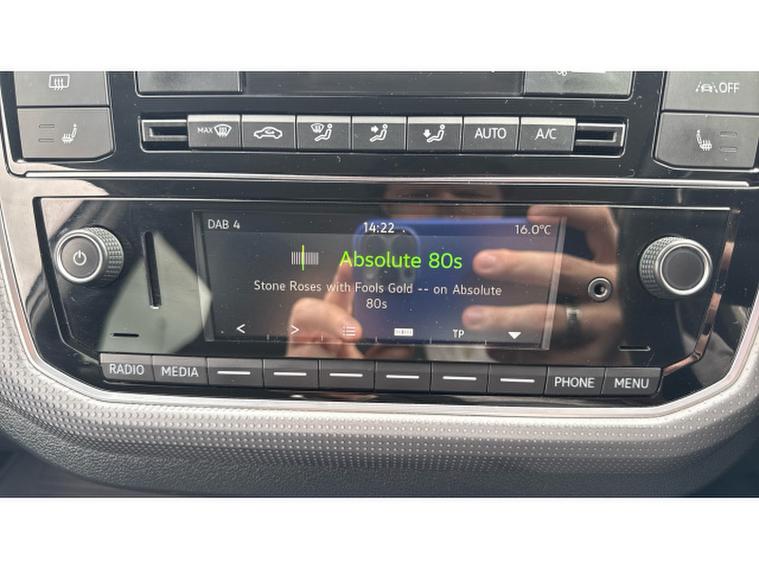 OFF
MAX
AUTO
A/C
DAB 4
14:22
16.0°C
Absolute 80s
Stone Roses with Fools Gold -- on Absolute
80s
<
>
TP
RADIO
MEDIA
PHONE
MENU